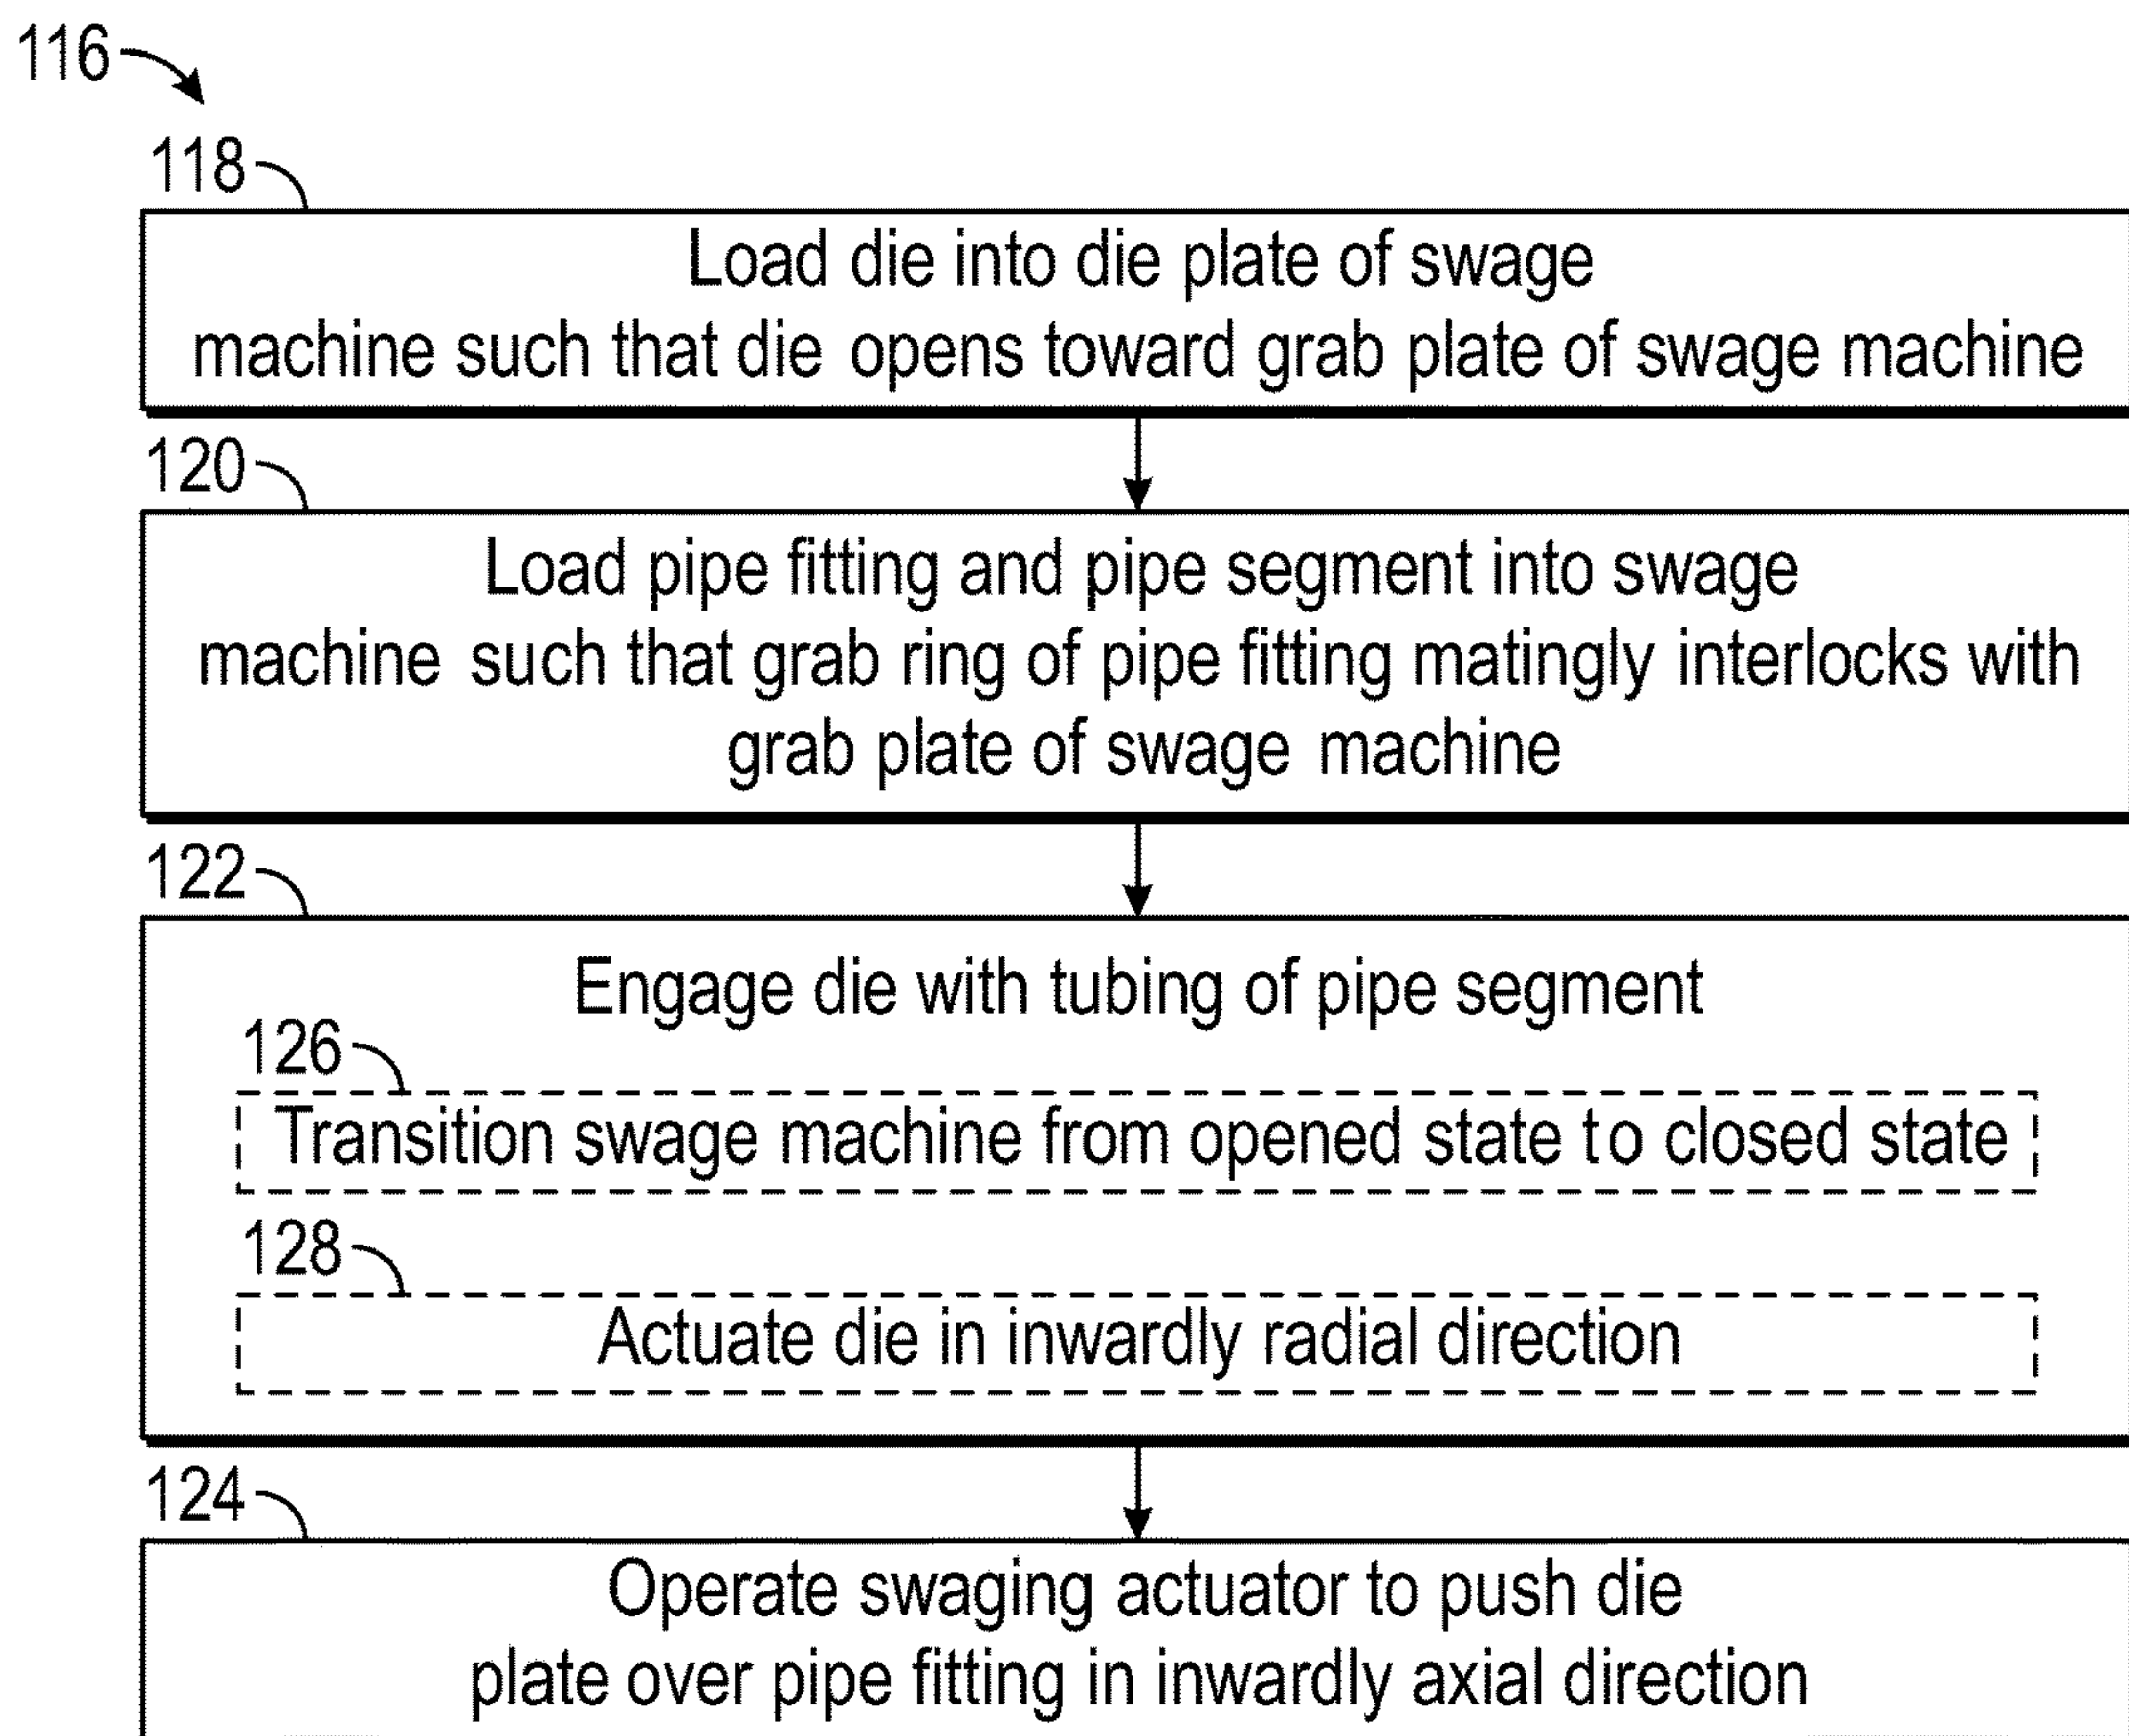 116
118
Load die into die plate of swage
machine such that die opens toward grab plate of swage machine
120
Load pipe fitting and pipe segment into swage
machine such that grab ring of pipe fitting matingly interlocks with
grab plate of swage machine
122
Engage die with tubing of pipe segment
126
Transition swage machine from opened state to closed state
128
Actuate die in inwardly radial direction
124
Operate swaging actuator to push die
plate over pipe fitting in inwardly axial direction